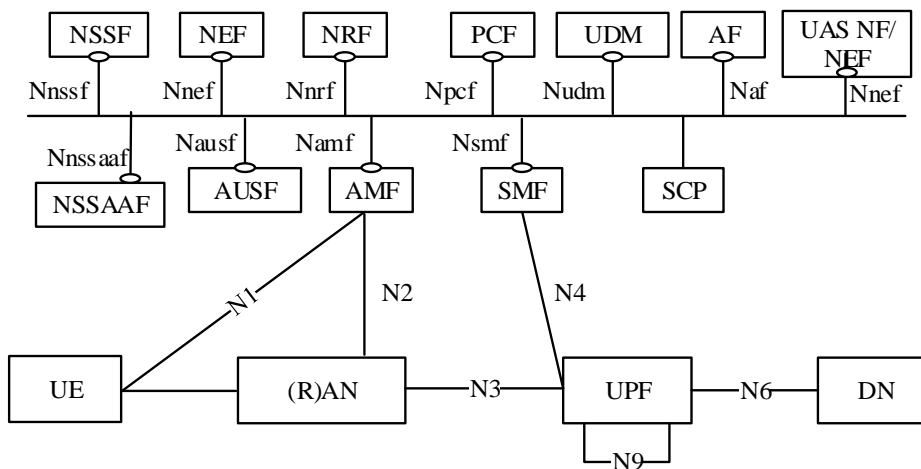 NSSF
NEF
NRF
PCF
UDM
AF
UAS NF/
NEF
Nnssf
Nnef
Nnrf
Npcf
Nudm
Naf
Nnef
Nnssaaf
Nausf
Namf
Nsmf
NSSAAF
AUSF
AMF
SMF
SCP
N1
N2
N4
UE
(R)AN
N3
UPF
N6
DN
N9